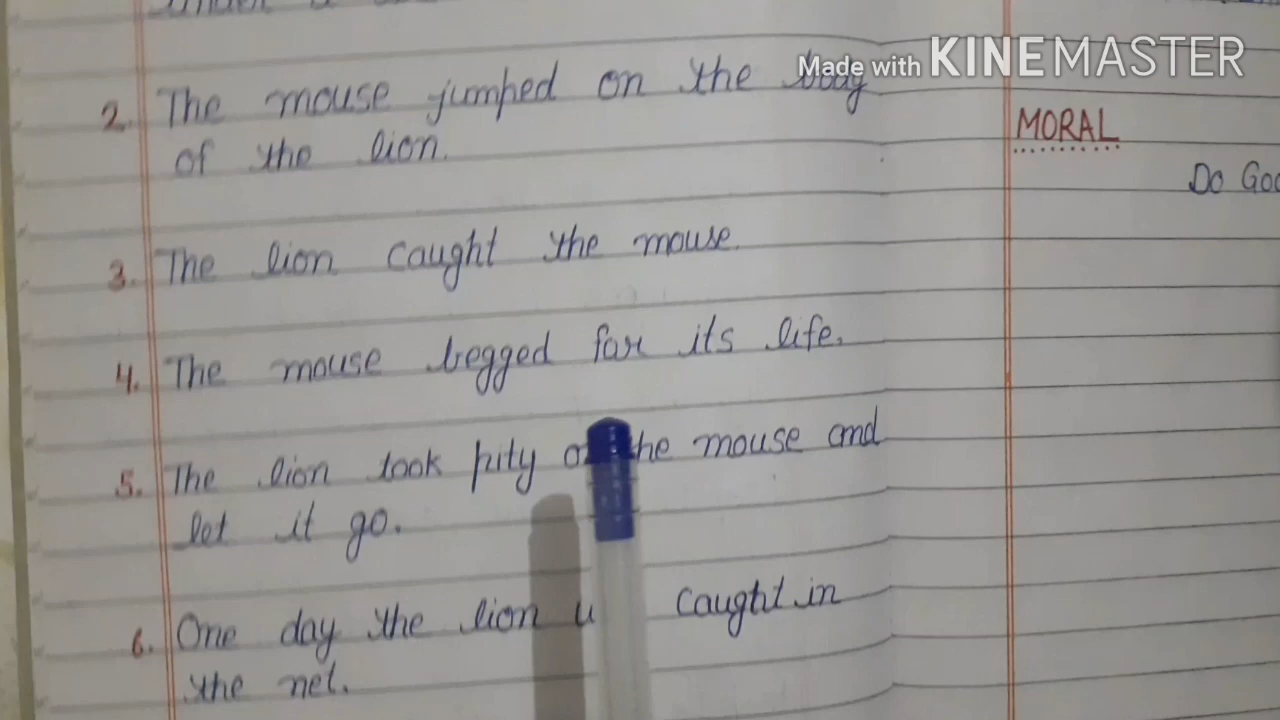 Made with KINEMASTER
2. The mouse jumped on the body
of the lion.
3. The lion caught the mouse.
4. The mouse begged for its life.
5. The lion took pity the mouse and
let it go.
6. One day the lion caught in
the net.
MORAL
Do